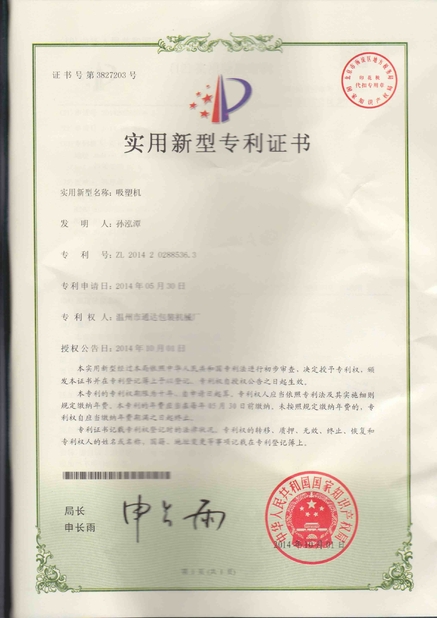 证书号第3827203号
实用新型专利证书
实用新型名称：吸塑机
发 明 人：孙泓潭
专 利 号：ZL 2014 2 0288536.3
专利申请日：2014年05月30日
专 利 权 人：温州市通达包装机械厂
授权公告日：2014年10月01日
本实用新型经过本局依照中华人民共和国专利法进行初步审查，决定授予专利权，颁
发本证书并在专利登记簿上予以登记。专利权自授权公告之日起生效。
本专利的专利权期限为十年，自申请日起算。专利权人应当依照专利法及其实施细则
规定缴纳年费。本专利的年费应当在每年05月30日前缴纳。未按照规定缴纳年费的，专
利权自应当缴纳年费期满之日起终止。
专利证书记载专利权登记时的法律状况。专利权的转移、质押、无效、终止、恢复和
专利权人的姓名或名称、国籍、地址变更等事项记载在专利登记簿上。
局长
申长雨
申长雨
中华人民共和国国家知识产权局
2014年10月01日
第1页(共1页)